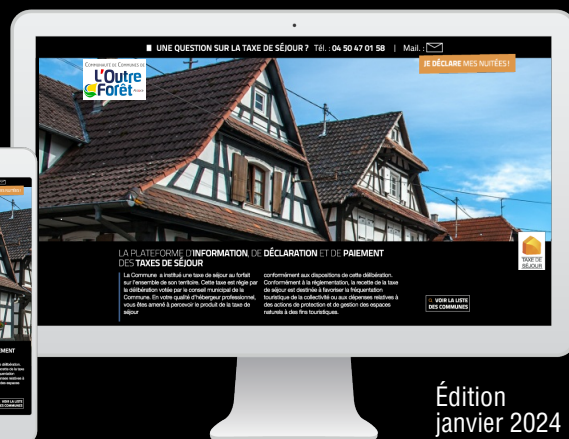 UNE QUESTION SUR LA TAXE DE SÉJOUR ? Tél. : 04 50 47 01 58 | Mail. :
JE DÉCLARE MES NUITÉES !
COMMUNAUTÉ DE COMMUNES DE
L'Outre
Forêt
LA PLATEFORME D'INFORMATION, DE DÉCLARATION ET DE PAIEMENT
DES TAXES DE SÉJOUR
La Commune a institué une taxe de séjour au forfait
sur l'ensemble de son territoire. Cette taxe est régie par
la délibération votée par le conseil municipal de la
Commune. En votre qualité d'hébergeur professionnel,
vous êtes amené à percevoir le produit de la taxe de
séjour
conformément aux dispositions de cette délibération.
Conformément à la réglementation, la recette de la taxe
de séjour est destinée à favoriser la fréquentation
touristique de la collectivité ou aux dépenses relatives à
des actions de protection et de gestion des espaces
naturels à des fins touristiques.
TAXE DE
SÉJOUR
VOIR LA LISTE
DES COMMUNES
VOIR LA LISTE
DES COMMUNES
Édition
janvier 2024